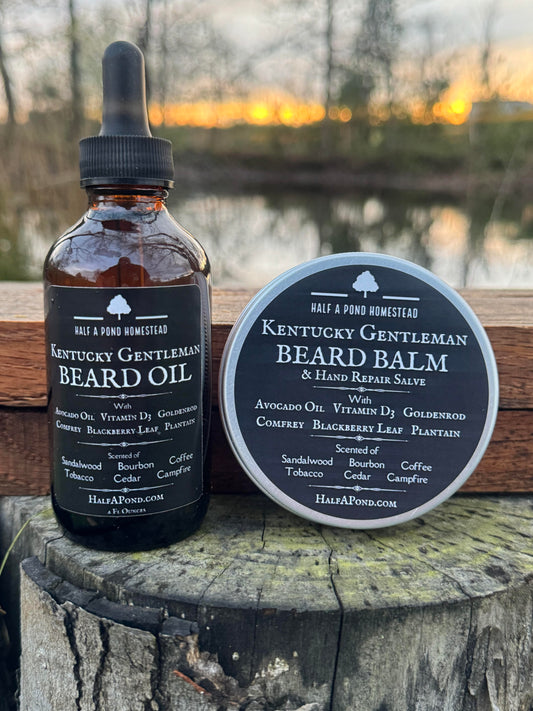 HALF A POND HOMESTEAD
KENTUCKY GENTLEMAN
BEARD OIL
With
AVOCADO OIL VITAMIN D3 GOLDENROD
COMFREY BLACKBERRY LEAF PLANTAIN
Scented of
Sandalwood Bourbon Coffee
Tobacco Cedar Campfire
HALFAPOND.COM
4 FL OUNCES
HALF A POND HOMESTEAD
KENTUCKY GENTLEMAN
BEARD BALM
& HAND REPAIR SALVE
With
AVOCADO OIL VITAMIN D3 GOLDENROD
COMFREY BLACKBERRY LEAF PLANTAIN
Scented of
Sandalwood Bourbon Coffee
Tobacco Cedar Campfire
HALFAPOND.COM